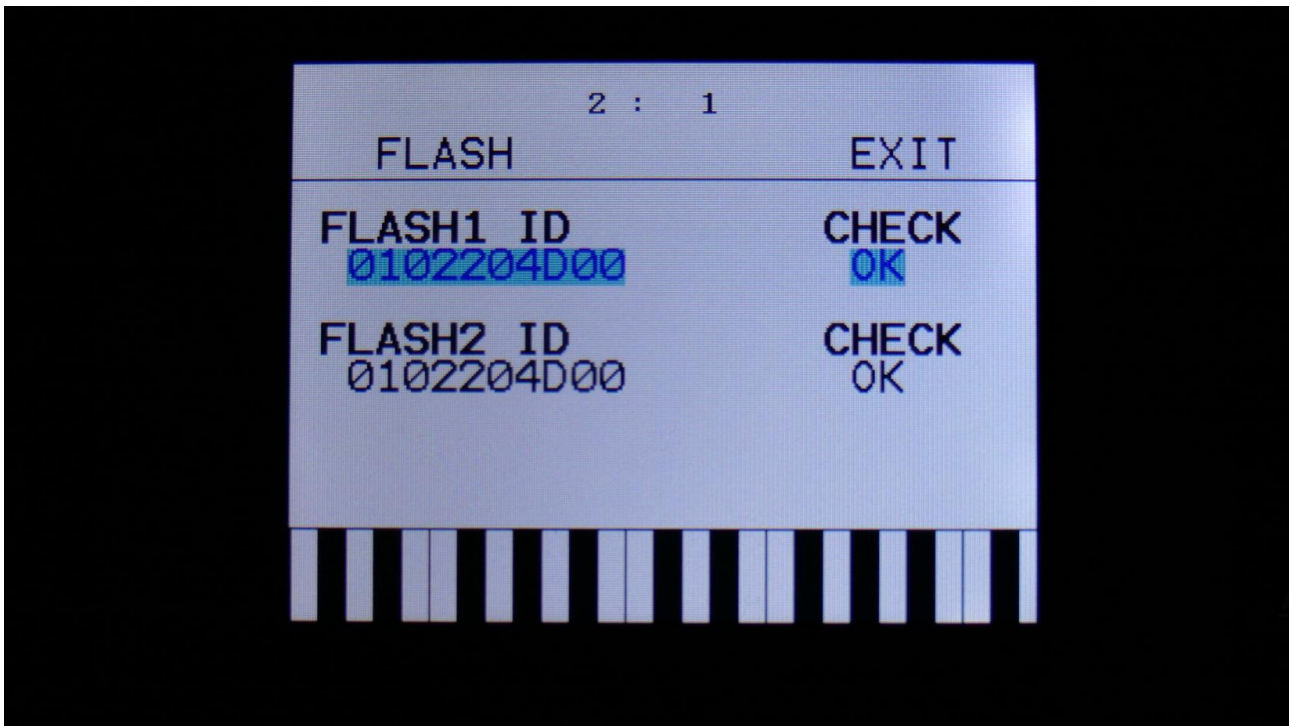 2 : 1
FLASH EXIT
FLASH1 ID CHECK
0102204D00 OK
FLASH2 ID CHECK
0102204D00 OK